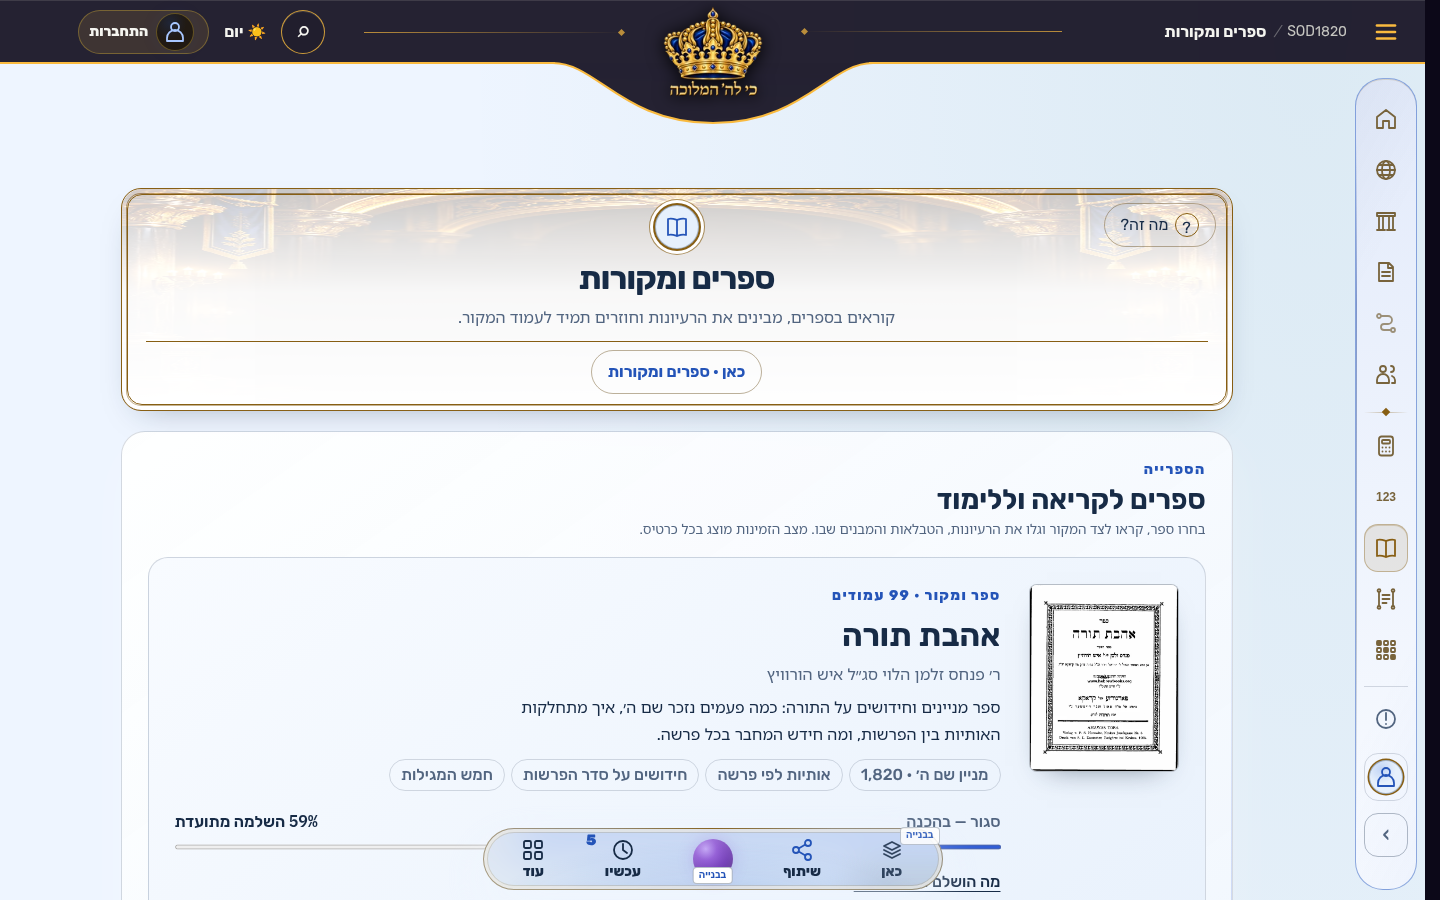 SOD1820 / ספרים ומקורות
כי לה' המלוכה
יום
התחברות
מה זה?
?
ספרים ומקורות
קוראים בספרים, מבינים את הרעיונות וחוזרים תמיד לעמוד המקור.
כאן • ספרים ומקורות
123
הספרייה
ספרים לקריאה וללימוד
בחרו ספר, קראו לצד המקור וגלו את הרעיונות, הטבלאות והמבנים שבו. מצב הזמינות מוצג בכל כרטיס.
ספר
אהבת תורה
ספר ומקור • 99 עמודים
אהבת תורה
ר׳ פנחס זלמן הלוי סג״ל איש הורוויץ
ספר מניינים וחידושים על התורה: כמה פעמים נזכר שם ה׳, איך מתחלקות
האותיות בין הפרשות, ומה חידש המחבר בכל פרשה.
מניין שם ה׳ • 1,820
אותיות לפי פרשה
חידושים על סדר הפרשות
חמש המגילות
סגור – בהכנה
59% השלמה מתועדת
מה הושלם
בבנייה
כאן
שיתוף
בבנייה
5
עכשיו
עוד